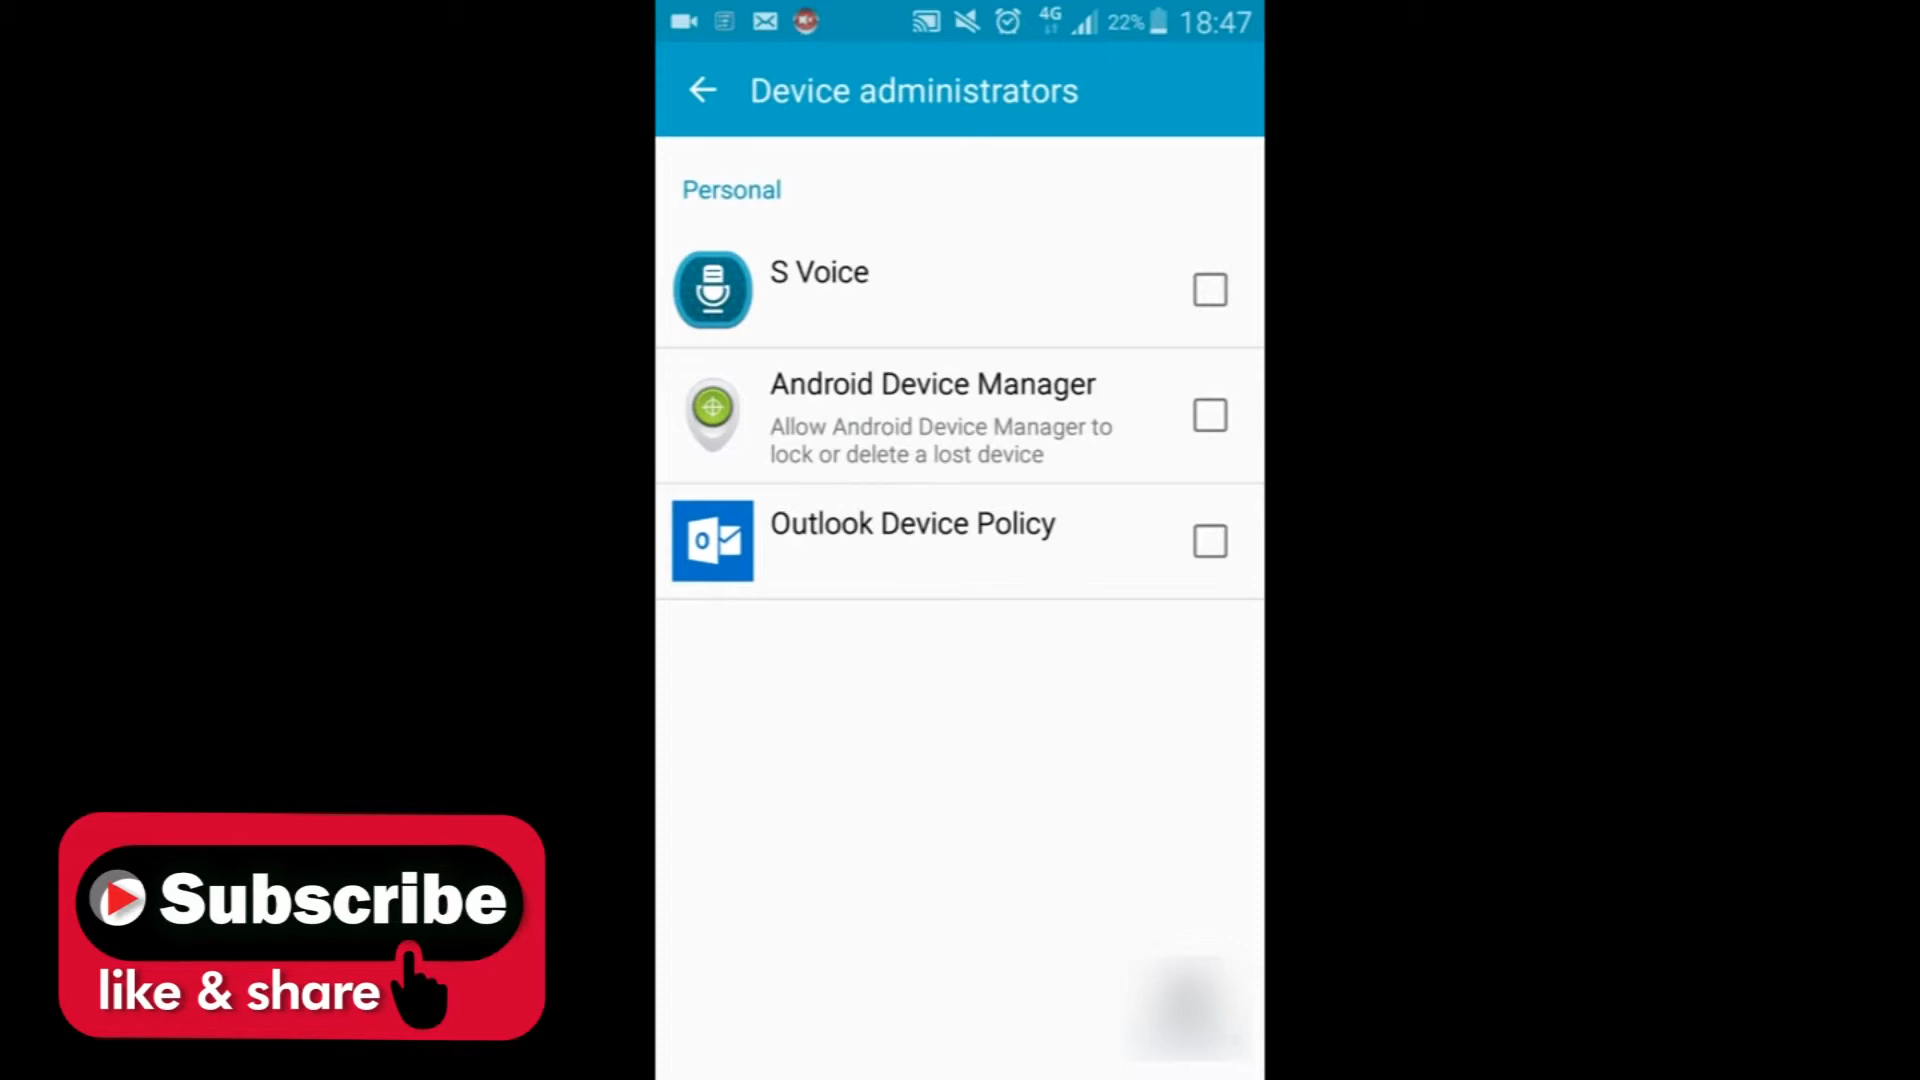 4G
22%
18:47
Device administrators
Personal
S Voice
Android Device Manager
Allow Android Device Manager to
lock or delete a lost device
Outlook Device Policy
Subscribe
like & share